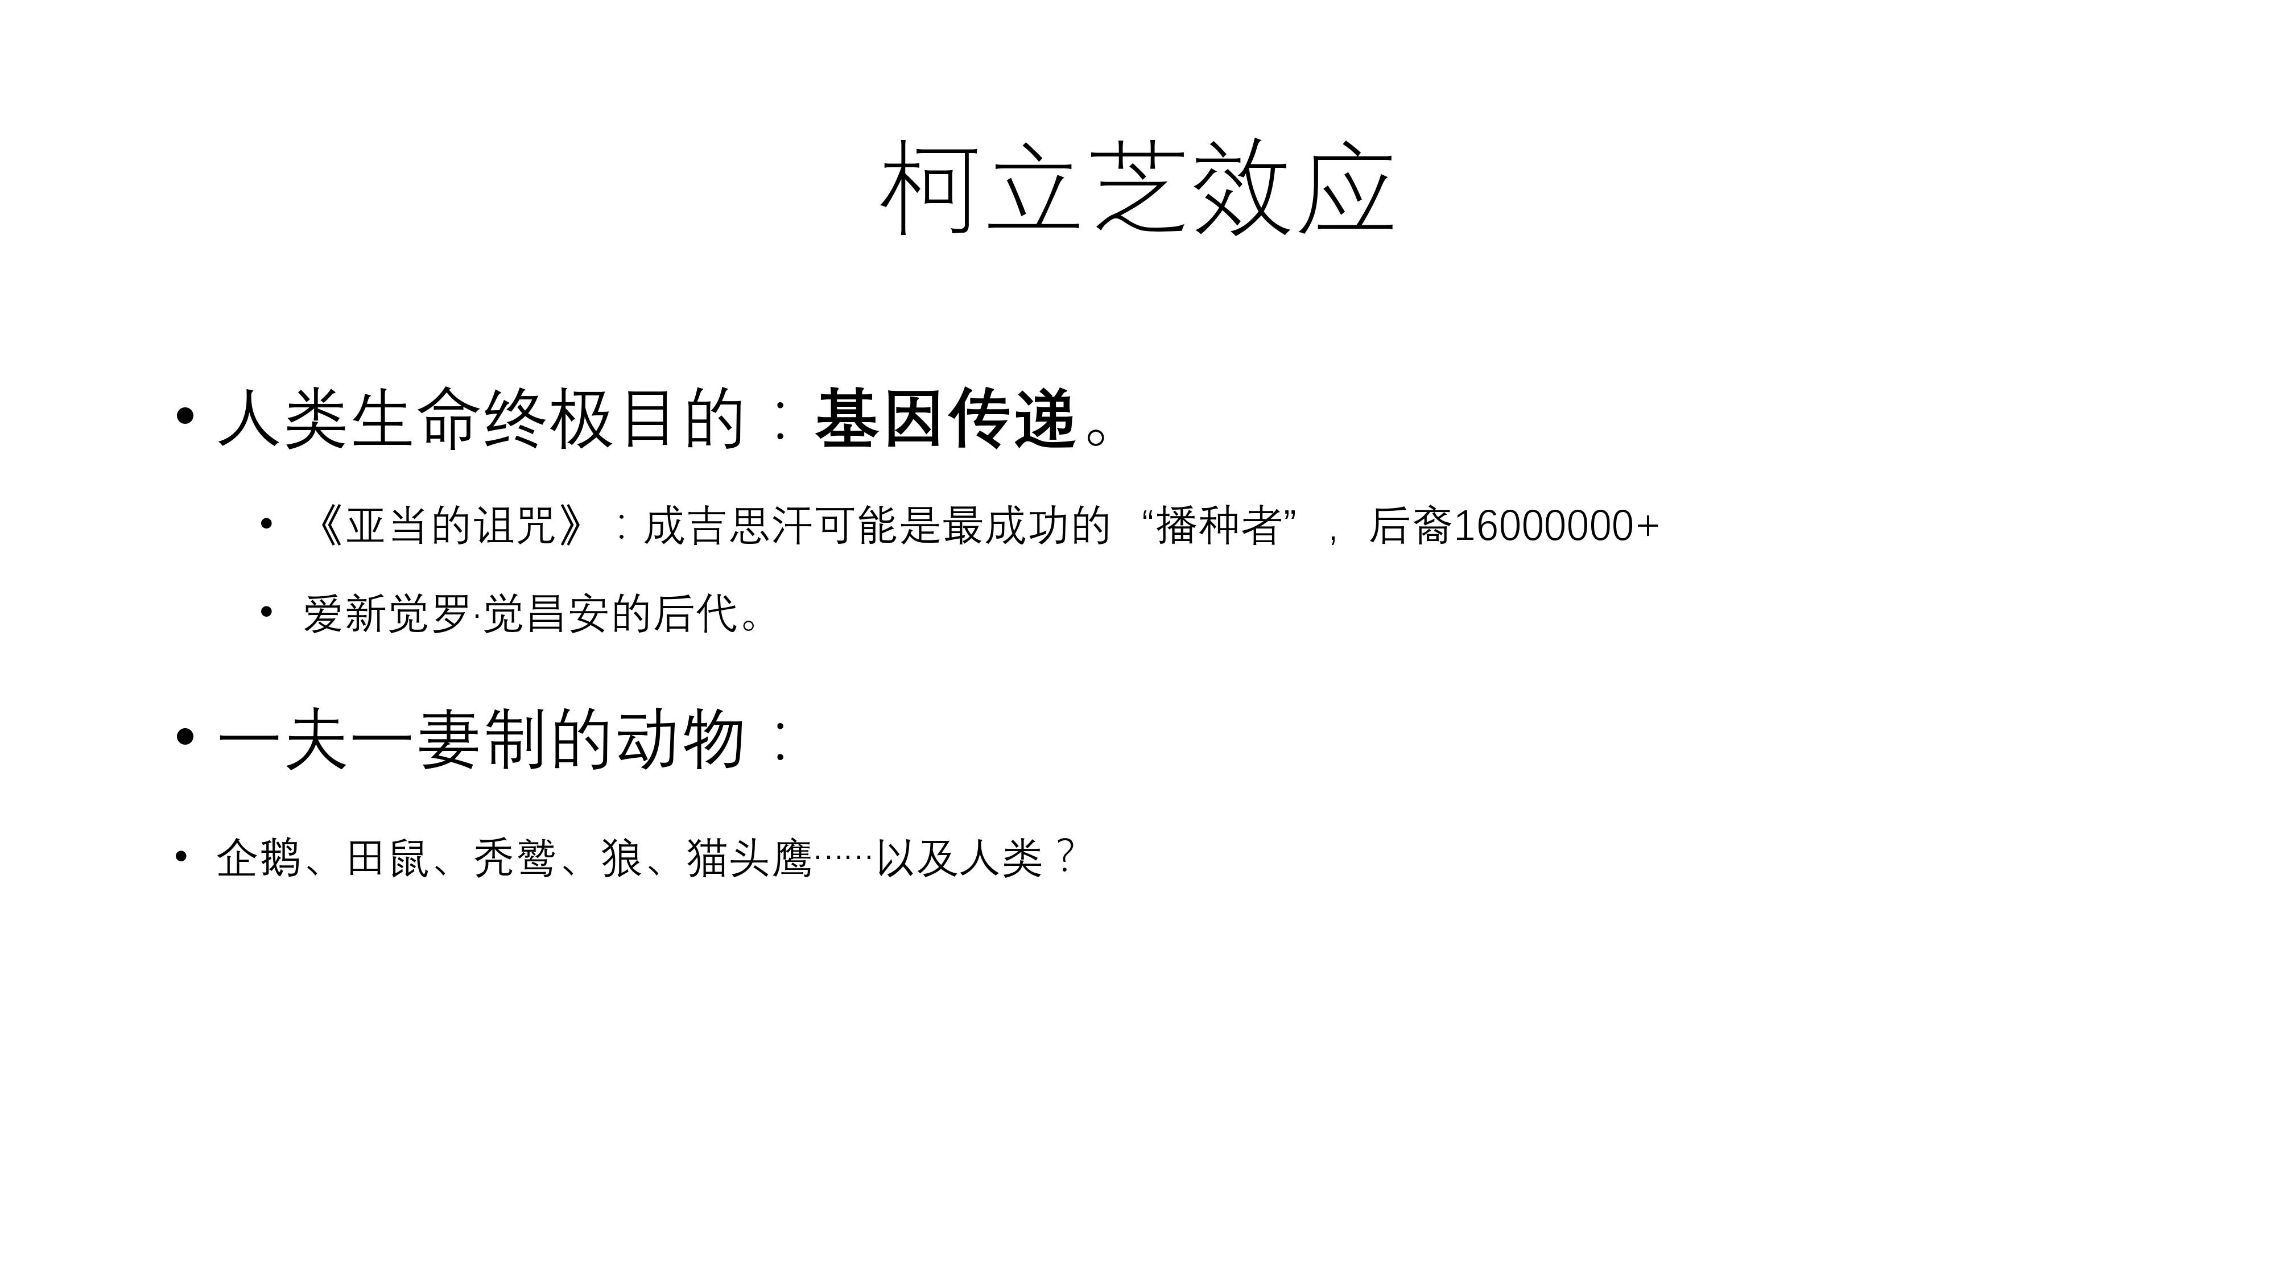 柯立芝效应
• 人类生命终极目的：基因传递。
• 《亚当的诅咒》：成吉思汗可能是最成功的 “播种者” ， 后裔16000000+
• 爱新觉罗·觉昌安的后代。
• 一夫一妻制的动物：
• 企鹅、田鼠、秃鹫、狼、猫头鹰……以及人类？